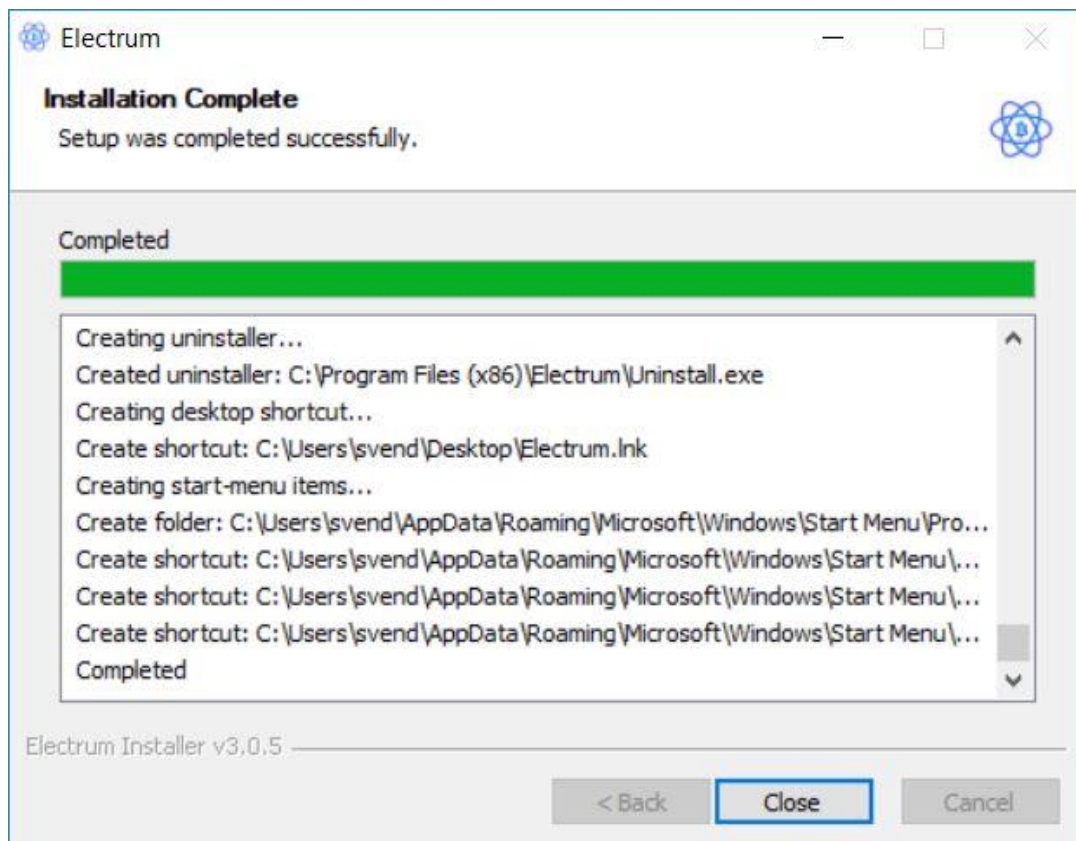 Electrum
Installation Complete
Setup was completed successfully.
Completed
Creating uninstaller...
Created uninstaller: C:\Program Files (x86)\Electrum\Uninstall.exe
Creating desktop shortcut...
Create shortcut: C:\Users\svend\Desktop\Electrum.lnk
Creating start-menu items...
Create folder: C:\Users\svend\AppData\Roaming\Microsoft\Windows\Start Menu\Pro...
Create shortcut: C:\Users\svend\AppData\Roaming\Microsoft\Windows\Start Menu\...
Create shortcut: C:\Users\svend\AppData\Roaming\Microsoft\Windows\Start Menu\...
Create shortcut: C:\Users\svend\AppData\Roaming\Microsoft\Windows\Start Menu\...
Completed
Electrum Installer v3.0.5
< Back Close Cancel